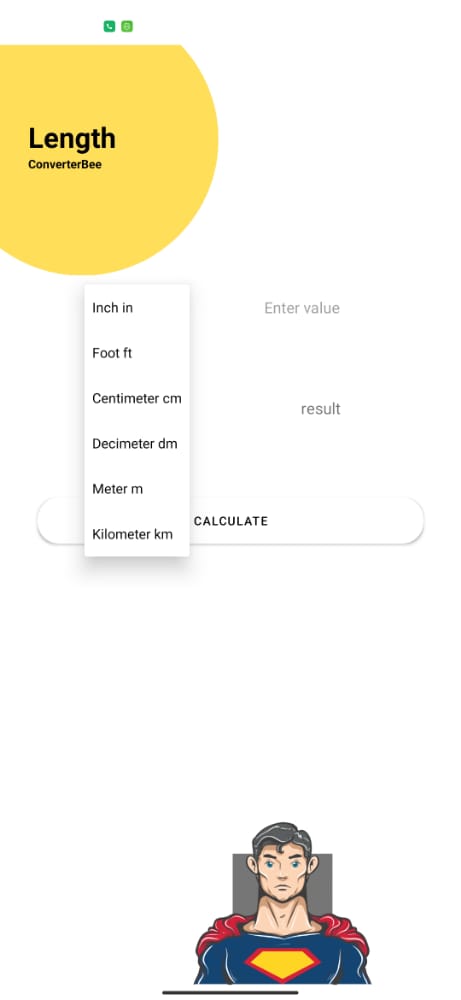 Length
ConverterBee
Inch in
Enter value
Foot ft
Centimeter cm
result
Decimeter dm
Meter m
CALCULATE
Kilometer km